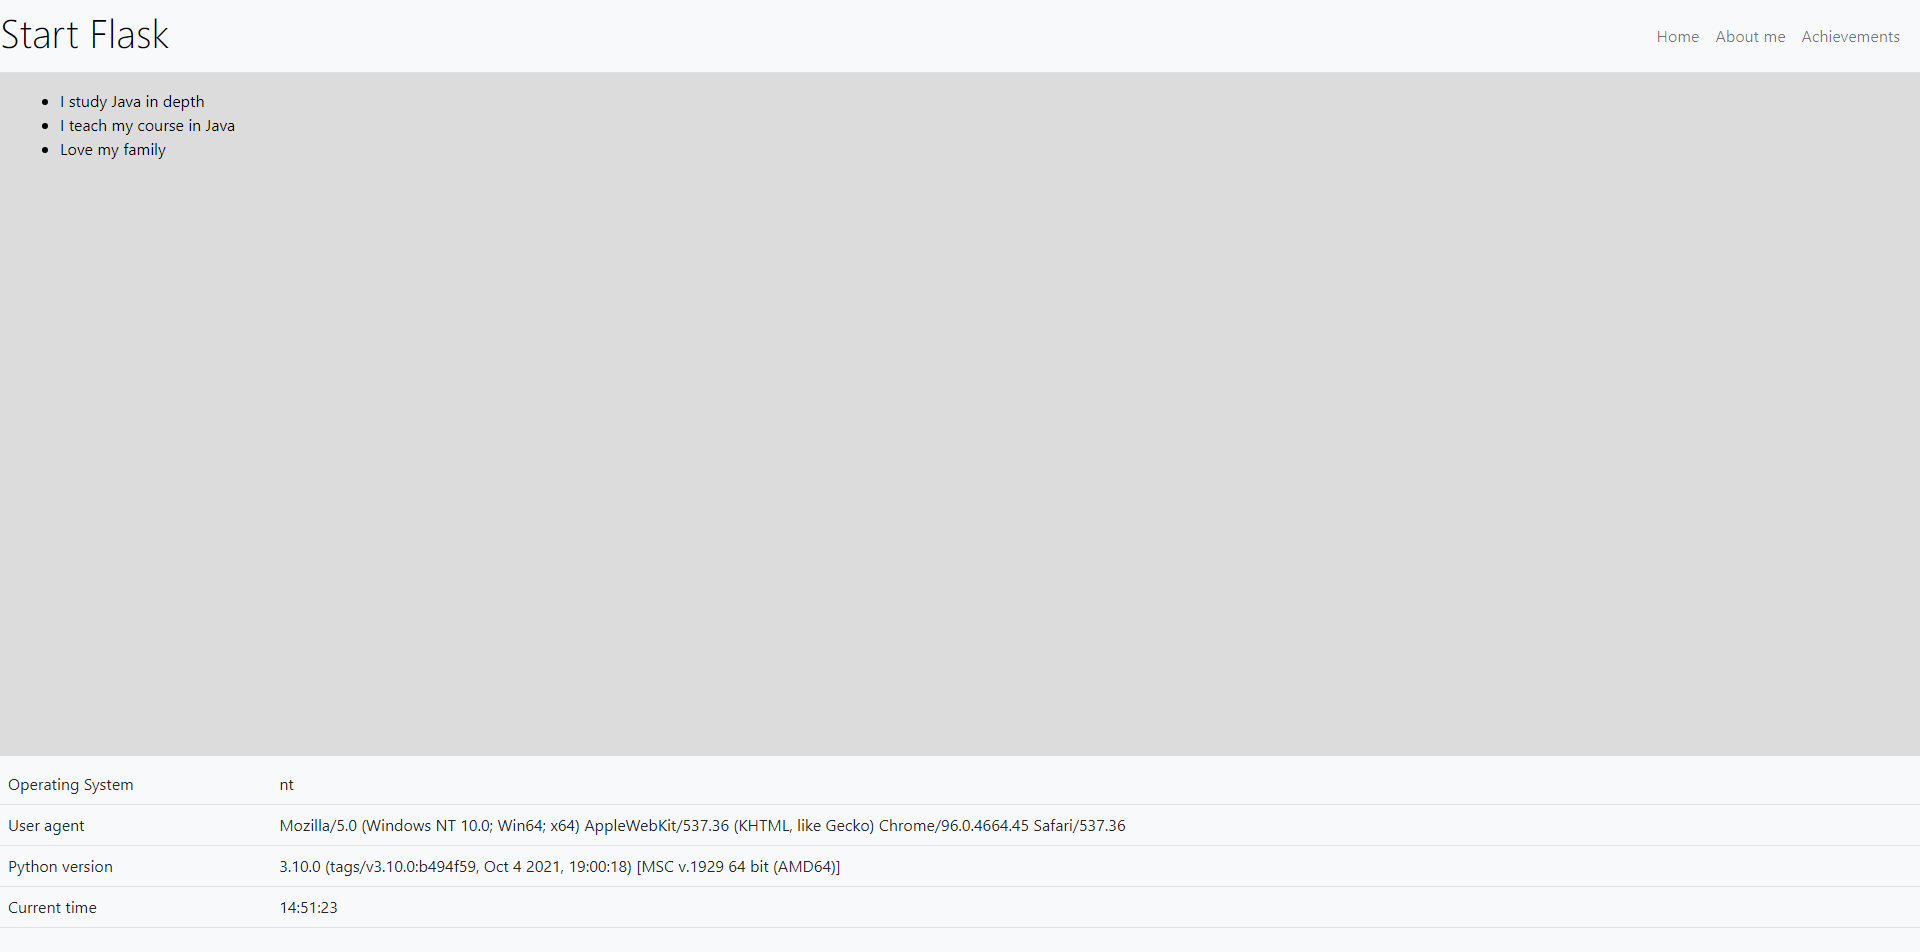 Start Flask
Home About me Achievements
I study Java in depth
I teach my course in Java
Love my family
Operating System nt
User agent Mozilla/5.0 (Windows NT 10.0; Win64; x64) AppleWebKit/537.36 (KHTML, like Gecko) Chrome/96.0.4664.45 Safari/537.36
Python version 3.10.0 (tags/v3.10.0:b494f59, Oct 4 2021, 19:00:18) [MSC v.1929 64 bit (AMD64)]
Current time 14:51:23